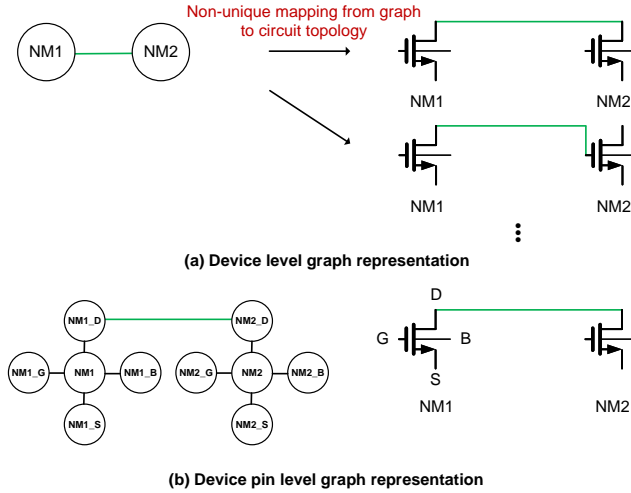 Non-unique mapping from graph
to circuit topology
NM1
NM2
NM1
NM2
NM1
NM2
(a) Device level graph representation
NM1_D
NM2_D
NM1_G
NM1
NM1_B
NM2_G
NM2
NM2_B
NM1_S
NM2_S
D
G
B
S
NM1
NM2
(b) Device pin level graph representation